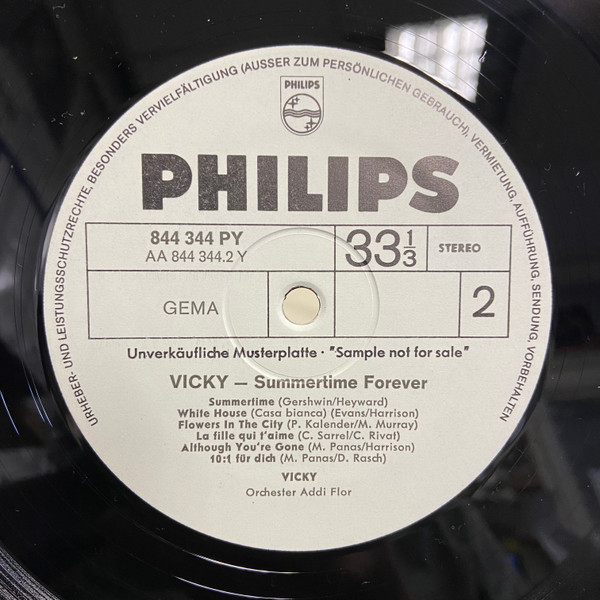 URHEBER- UND LEISTUNGSSCHUTZRECHTE, BESONDERS VERVIELFÄLTIGUNG (AUSSER ZUM PERSÖNLICHEN GEBRAUCH), VERMIETUNG, AUFFÜHRUNG, SENDUNG, VORBEHALTEN
PHILIPS
PHILIPS
844 344 PY
AA 844 344.2 Y
33 1/3
STEREO
GEMA
2
Unverkäufliche Musterplatte · "Sample not for sale"
VICKY — Summertime Forever
Summertime (Gershwin/Heyward)
White House (Casa bianca) (Evans/Harrison)
Flowers In The City (P. Kalender/M. Murray)
La fille qui t'aime (C. Sarrel/C. Rivat)
Although You're Gone (M. Panas/Harrison)
10:1 für dich (M. Panas/D. Rasch)
VICKY
Orchester Addi Flor